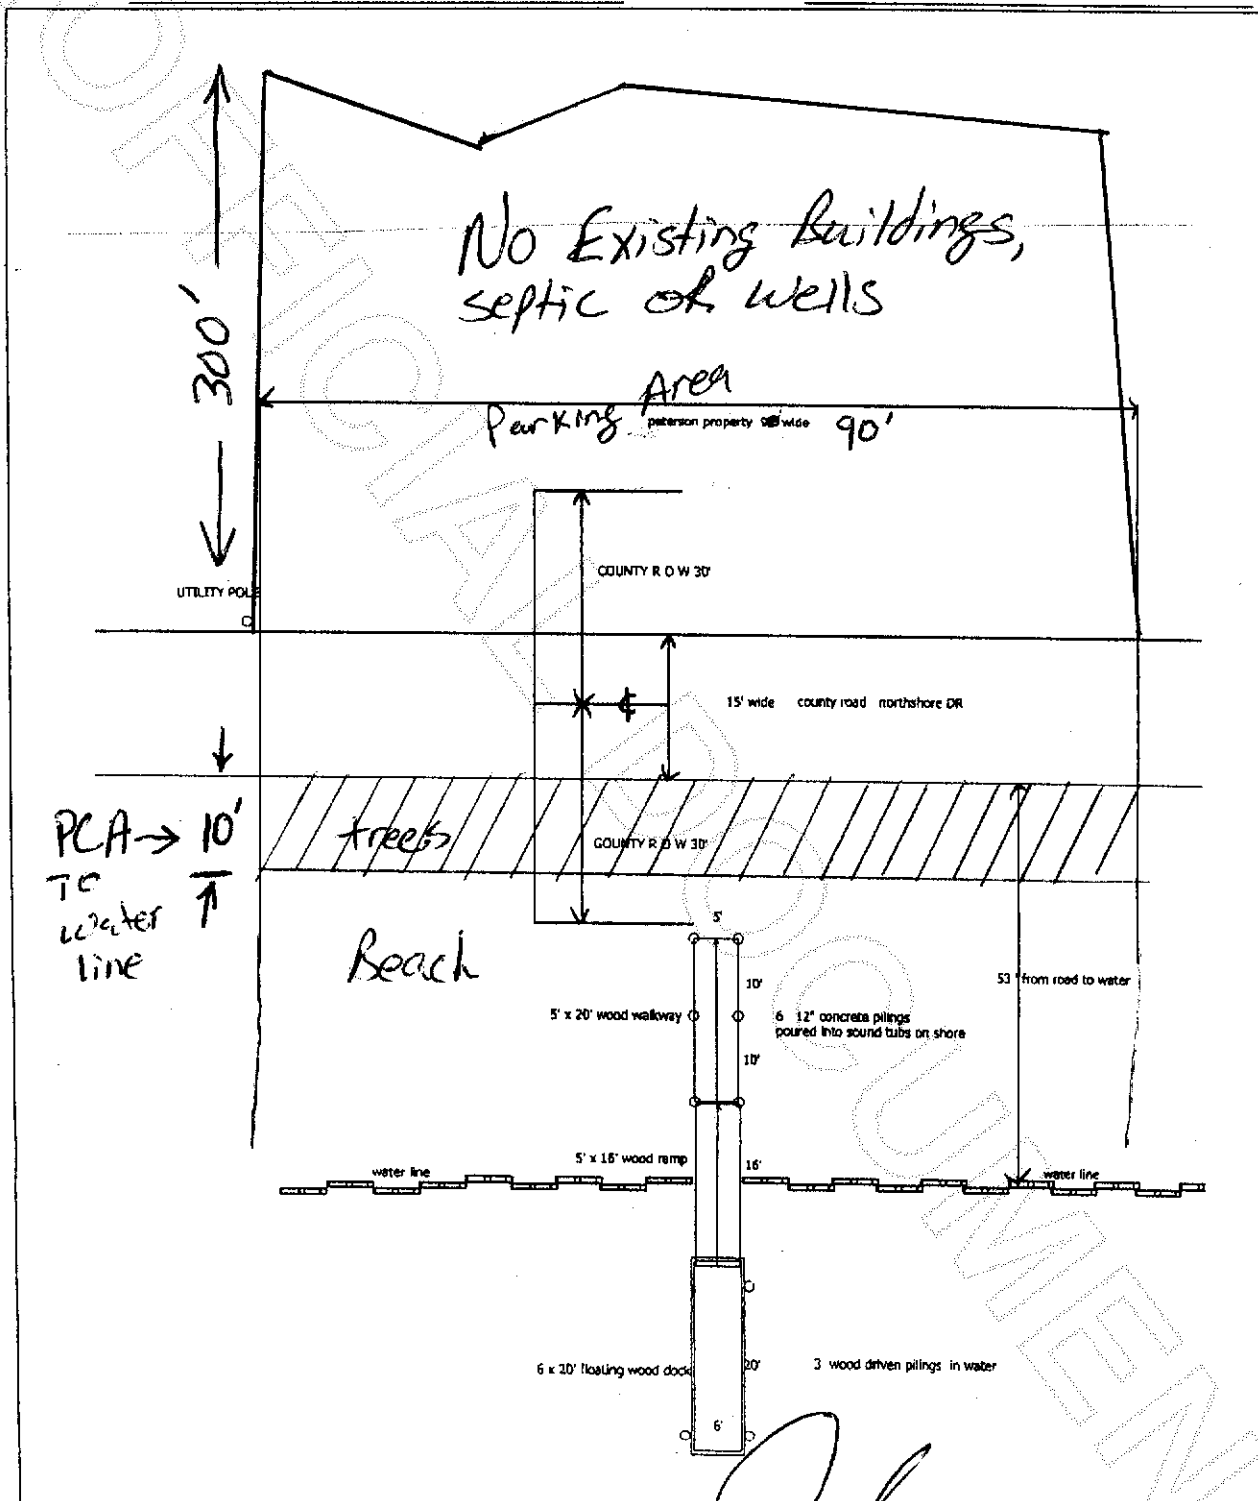 No Existing Buildings,
septic or wells
300'
Parking Area
paterson property wide 90'
COUNTY R O W 30'
UTILITY POLE
15' wide county road northshore DR
PCA→ 10'
TO
water
line
trees
COUNTY R O W 30'
Beach
5'
10'
53' from road to water
5' x 20' wood walkway
6 12" concrete pilings
poured into sound tubs on shore
10'
5' x 16' wood ramp
16'
water line
water line
6 x 20' floating wood dock
20'
3 wood driven pilings in water
6'
OFFICIAL DOCUMEN